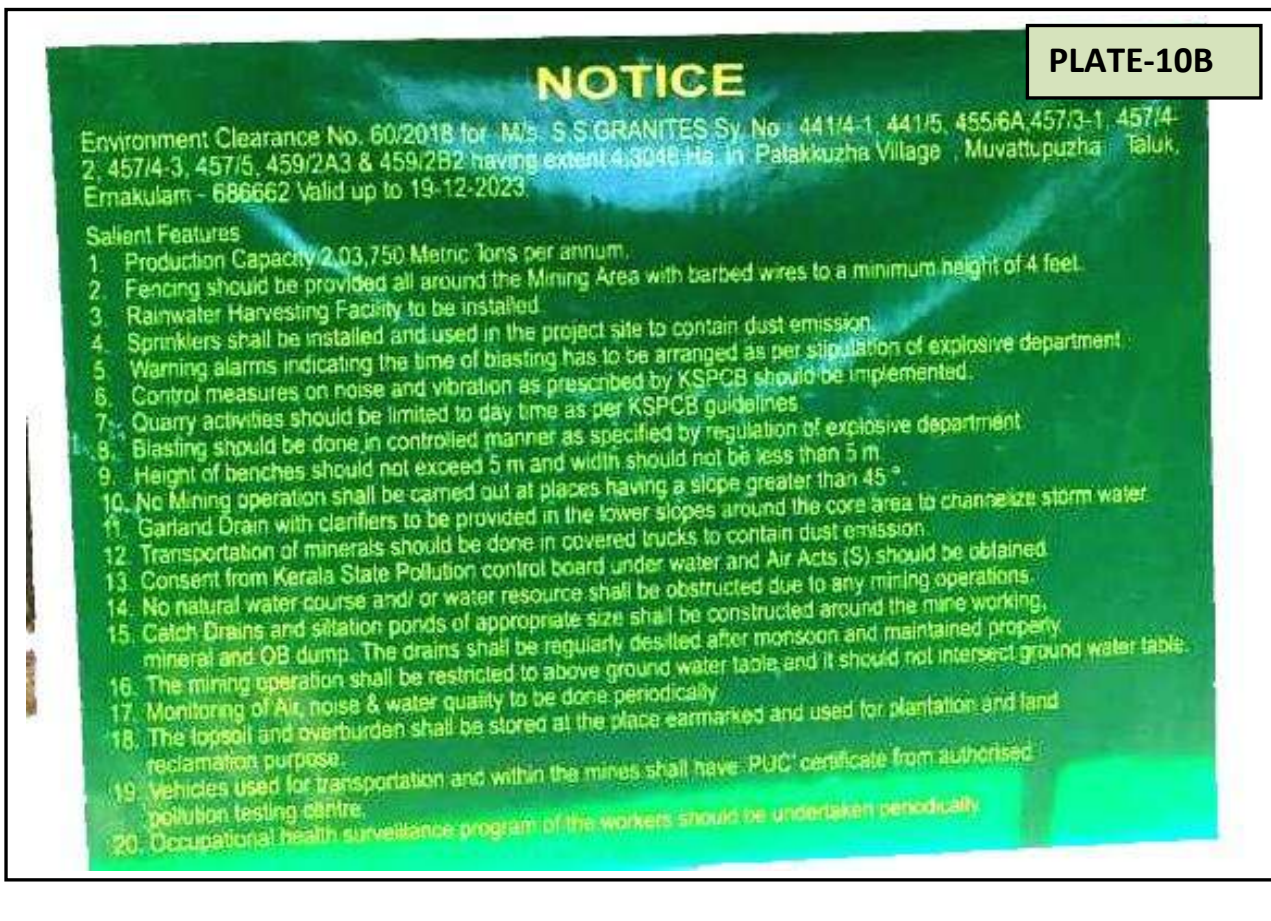 PLATE-10B
NOTICE
Environment Clearance No. 60/2018 for M/s S.S.GRANITES Sy. No : 441/4-1, 441/5, 455/6A,457/3-1, 457/4-
2, 457/4-3, 457/5, 459/2A3 & 459/2B2 having extent 4.3046 Ha. in Palakkuzha Village , Muvattupuzha Taluk,
Ernakulam - 686662 Valid up to 19-12-2023.
Salient Features
1 Production Capacity 2,03,750 Metric Tons per annum.
2. Fencing should be provided all around the Mining Area with barbed wires to a minimum height of 4 feet.
3 Rainwater Harvesting Facility to be installed
4. Sprinklers shall be installed and used in the project site to contain dust emission.
5 Warning alarms indicating the time of blasting has to be arranged as per stipulation of explosive department
6. Control measures on noise and vibration as prescribed by KSPCB should be implemented.
7. Quarry activities should be limited to day time as per KSPCB guidelines
8. Blasting should be done in controlled manner as specified by regulation of explosive department
9. Height of benches should not exceed 5 m and width should not be less than 5 m.
10. No Mining operation shall be carried out at places having a slope greater than 45 °.
11. Garland Drain with clarifiers to be provided in the lower slopes around the core area to channelize storm water
12. Transportation of minerals should be done in covered trucks to contain dust emission.
13. Consent from Kerala State Pollution control board under water and Air Acts (S) should be obtained.
14. No natural water course and/ or water resource shall be obstructed due to any mining operations.
15. Catch Drains and siltation ponds of appropriate size shall be constructed around the mine working,
mineral and OB dump. The drains shall be regularly desilted after monsoon and maintained properly
16. The mining operation shall be restricted to above ground water table and it should not intersect ground water table.
17. Monitoring of Air, noise & water quality to be done periodically
18. The topsoil and overburden shall be stored at the place earmarked and used for plantation and land
reclamation purpose.
19. Vehicles used for transportation and within the mines shall have 'PUC' certificate from authorised
pollution testing centre.
20. Occupational health surveillance program of the workers should be undertaken periodically.